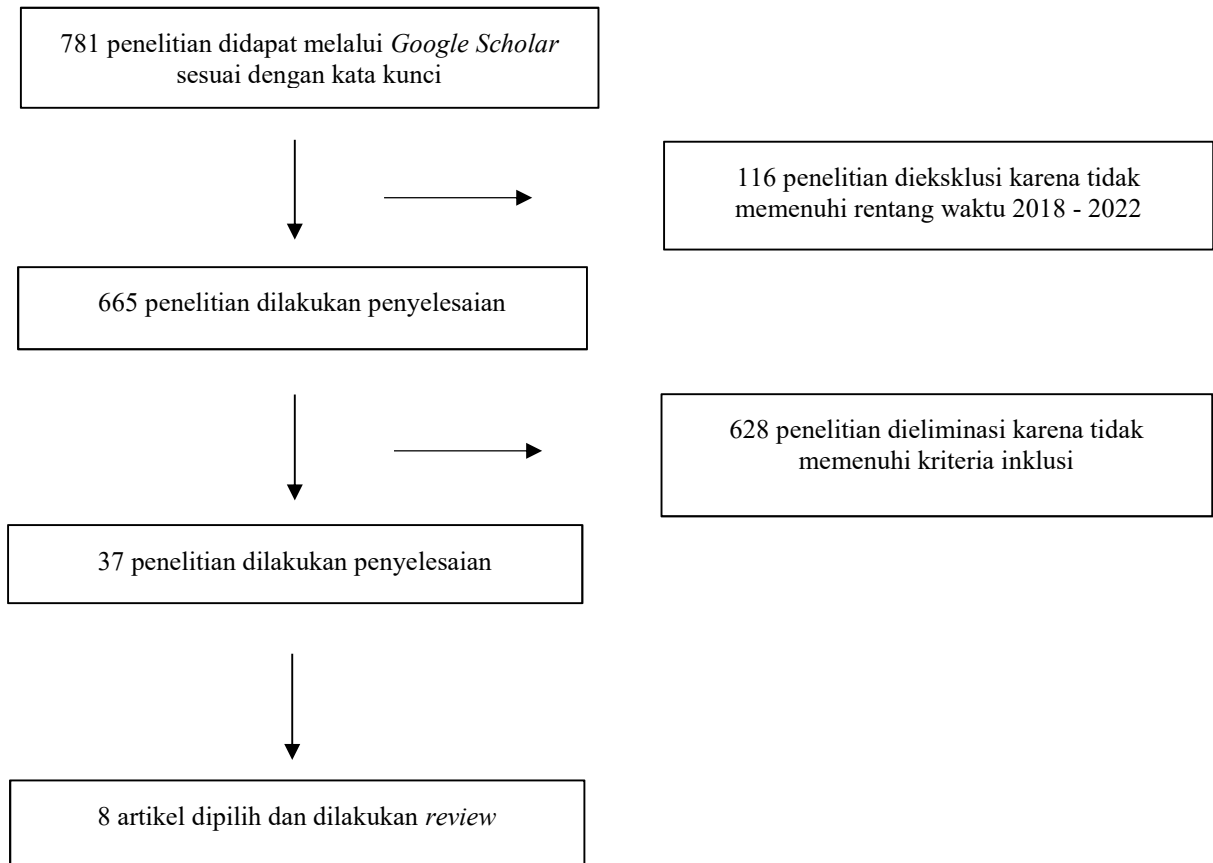 781 penelitian didapat melalui Google Scholar
sesuai dengan kata kunci
116 penelitian dieksklusi karena tidak
memenuhi rentang waktu 2018 - 2022
665 penelitian dilakukan penyelesaian
628 penelitian dieliminasi karena tidak
memenuhi kriteria inklusi
37 penelitian dilakukan penyelesaian
8 artikel dipilih dan dilakukan review